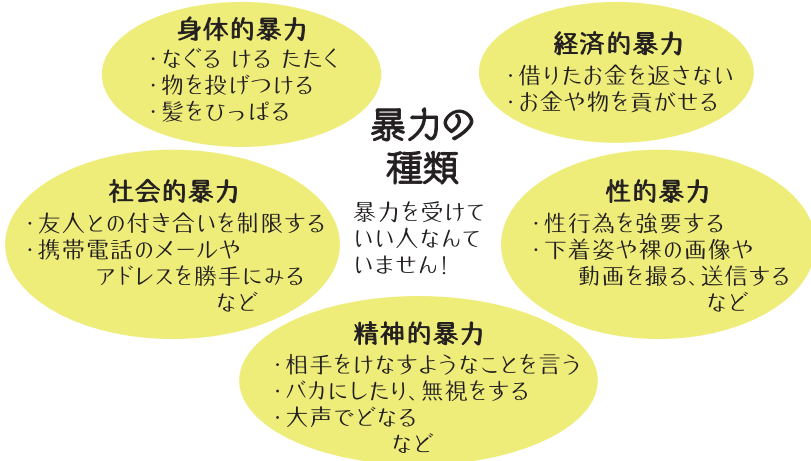 身体的暴力
・なぐる ける たたく
・物を投げつける
・髪をひっぱる
経済的暴力
・借りたお金を返さない
・お金や物を貢がせる
暴力の
種類
暴力を受けて
いい人なんて
いません！
社会的暴力
・友人との付き合いを制限する
・携帯電話のメールや
アドレスを勝手にみる
など
性的暴力
・性行為を強要する
・下着姿や裸の画像や
動画を撮る、送信する
など
精神的暴力
・相手をけなすようなことを言う
・バカにしたり、無視をする
・大声でどなる
など